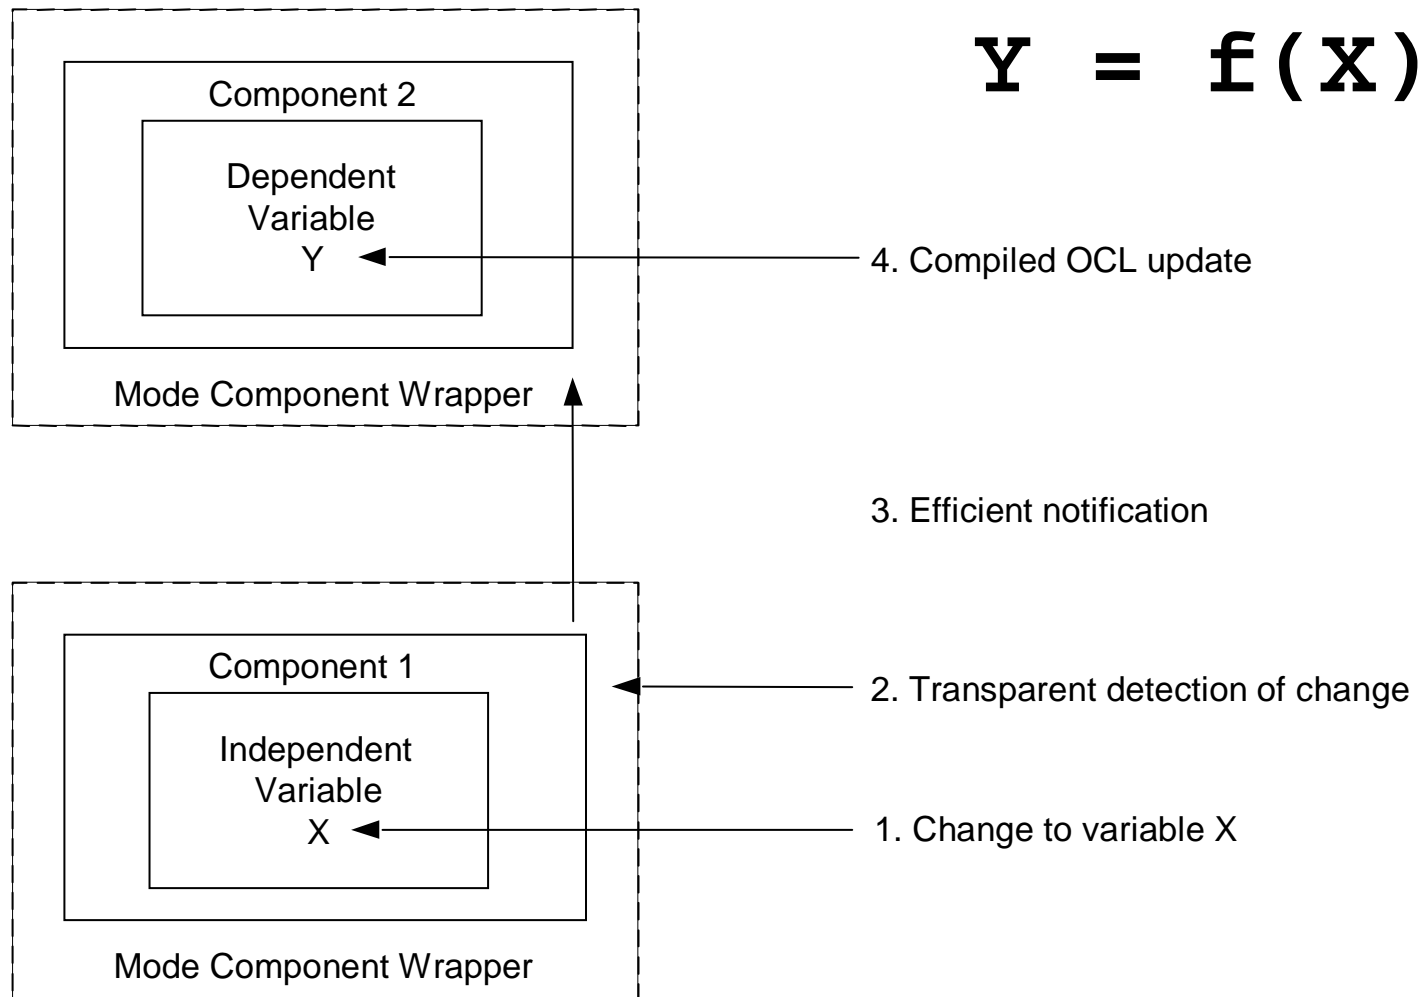 Y = f(X)
Component 2
Dependent
Variable
Y
4. Compiled OCL update
Mode Component Wrapper
3. Efficient notification
Component 1
2. Transparent detection of change
Independent
Variable
X
1. Change to variable X
Mode Component Wrapper